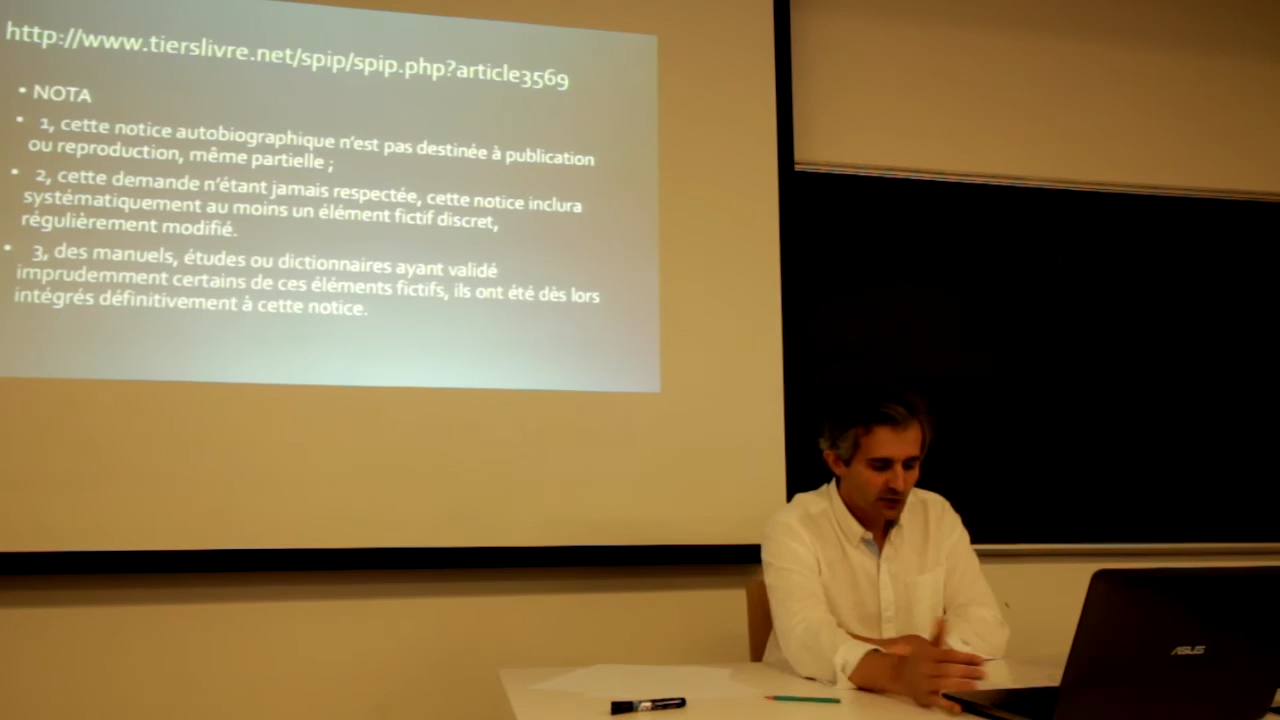 http://www.tierslivre.net/spip/spip.php?article3569
• NOTA
• 1, cette notice autobiographique n'est pas destinée à publication
ou reproduction, même partielle ;
• 2, cette demande n'étant jamais respectée, cette notice inclura
systématiquement au moins un élément fictif discret,
régulièrement modifié.
• 3, des manuels, études ou dictionnaires ayant validé
imprudemment certains de ces éléments fictifs, ils ont été dès lors
intégrés définitivement à cette notice.
ASUS